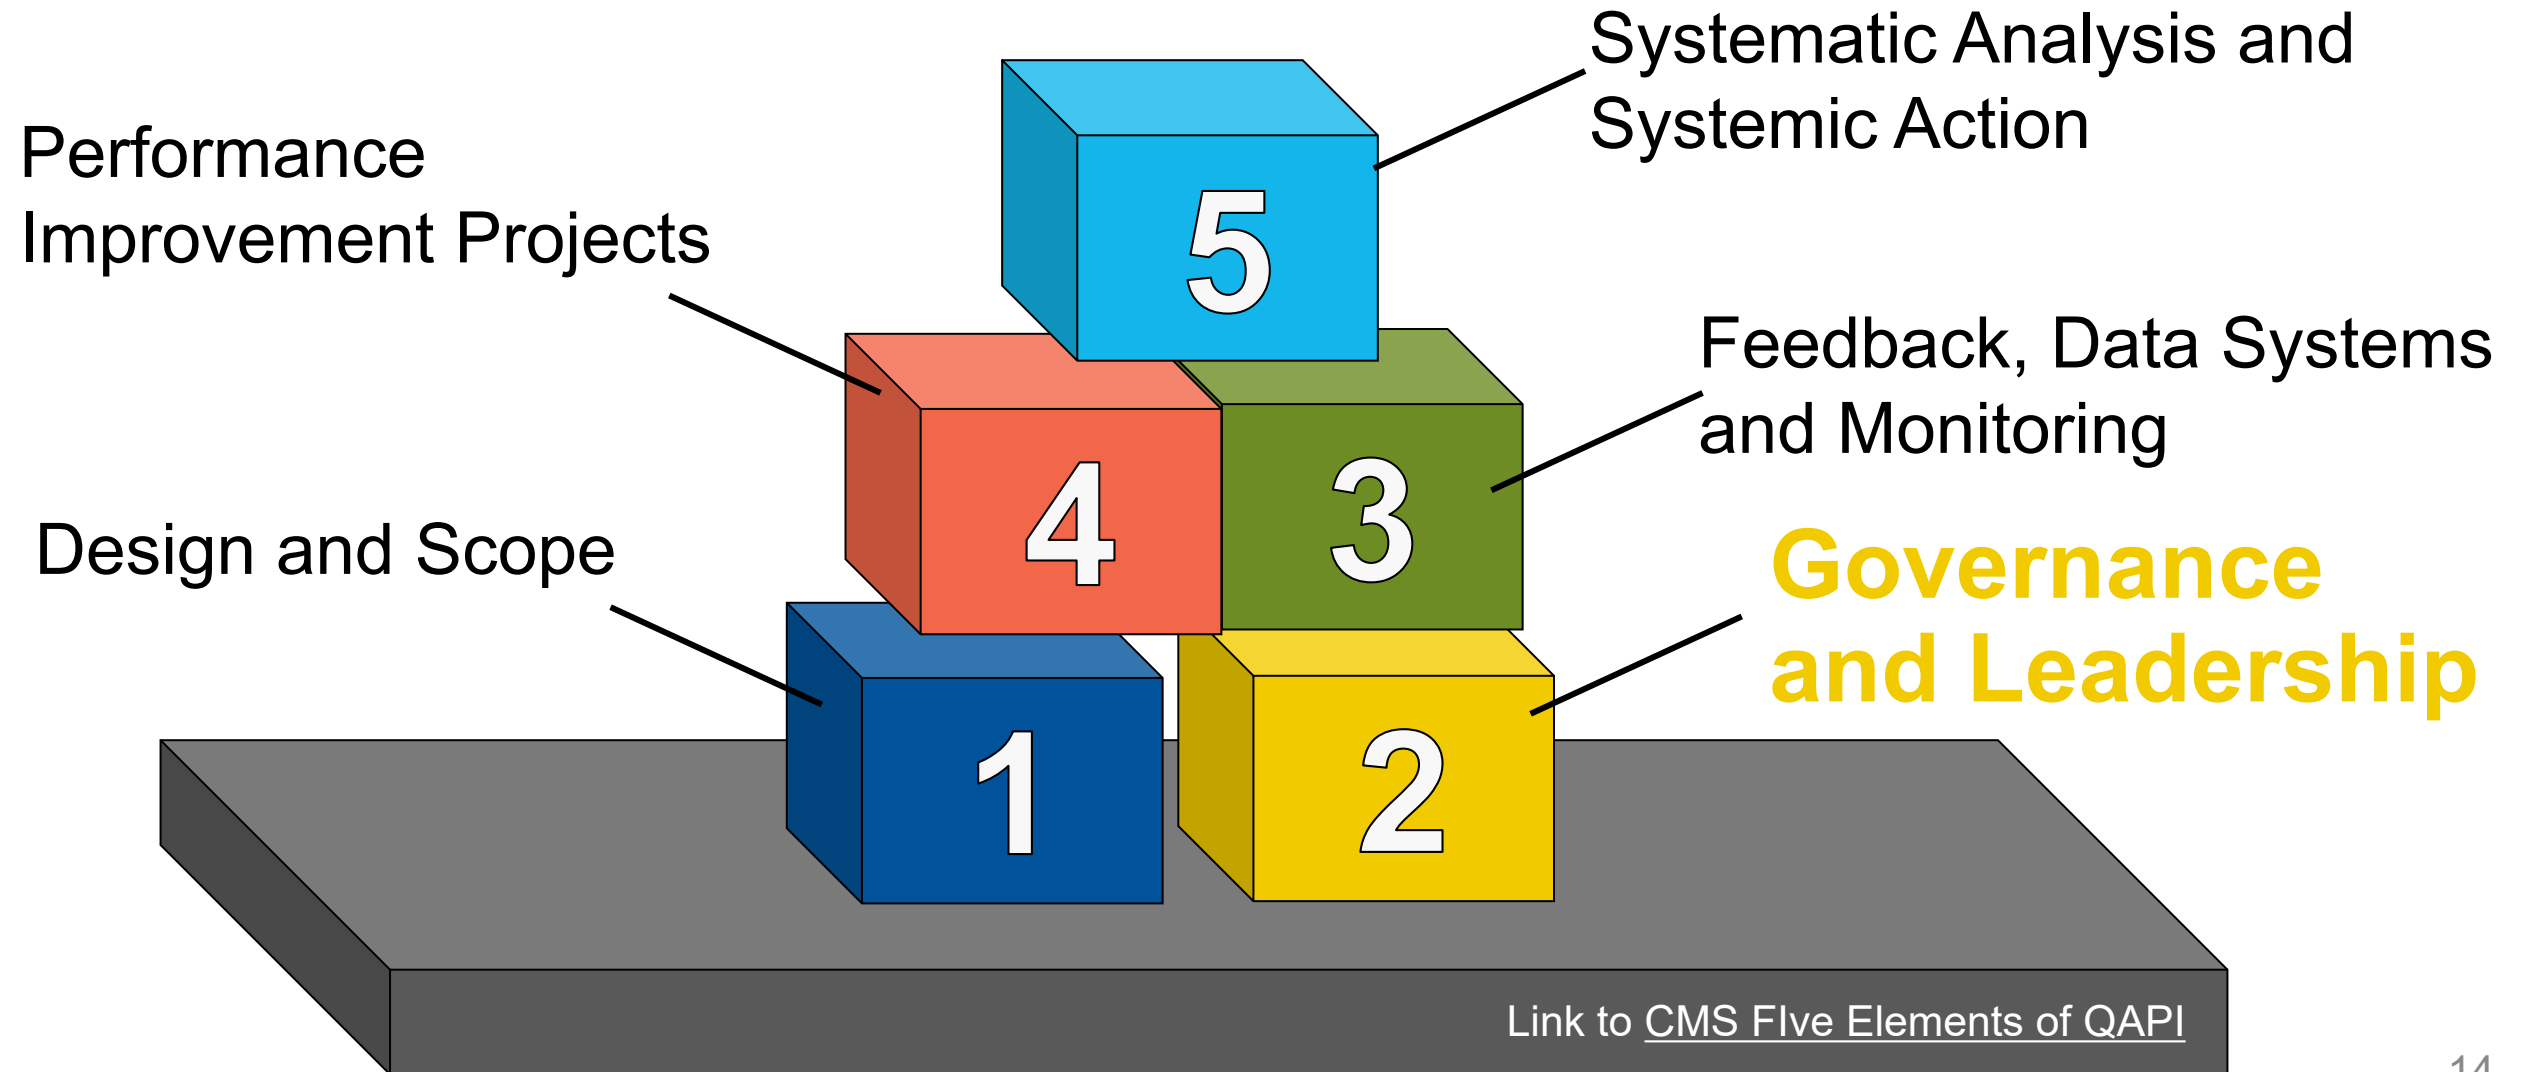 Systematic Analysis and
Systemic Action
Performance
Improvement Projects
5
Feedback, Data Systems
and Monitoring
4
3
Design and Scope
Governance
and Leadership
1
2
Link to CMS FIve Elements of QAPI
14